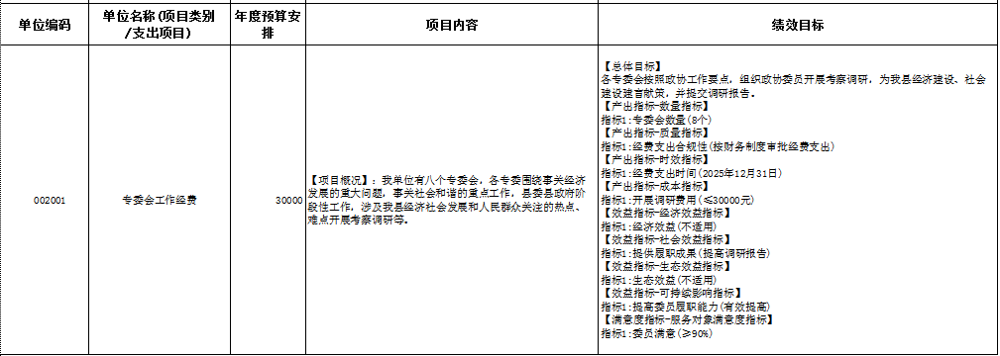 单位编码
单位名称(项目类别
/支出项目)
年度预算安
排
项目内容
绩效目标
002001
专委会工作经费
30000
【项目概况】：我单位有八个专委会，各专委围绕事关经济
发展的重大问题，事关社会和谐的重点工作，县委县政府阶
段性工作，涉及我县经济社会发展和人民群众关注的热点、
难点开展考察调研等。
【总体目标】
各专委会按照政协工作要点，组织政协委员开展考察调研，为我县经济建设、社会
建设建言献策，并提交调研报告。
【产出指标-数量指标】
指标1:专委会数量(8个)
【产出指标-质量指标】
指标1:经费支出合规性(按财务制度审批经费支出)
【产出指标-时效指标】
指标1:经费支出时间(2025年12月31日)
【产出指标-成本指标】
指标1:开展调研费用(≤30000元)
【效益指标-经济效益指标】
指标1:经济效益(不适用)
【效益指标-社会效益指标】
指标1:提供履职成果(提高调研报告)
【效益指标-生态效益指标】
指标1:生态效益(不适用)
【效益指标-可持续影响指标】
指标1:提高委员履职能力(有效提高)
【满意度指标-服务对象满意度指标】
指标1:委员满意(≥90%)